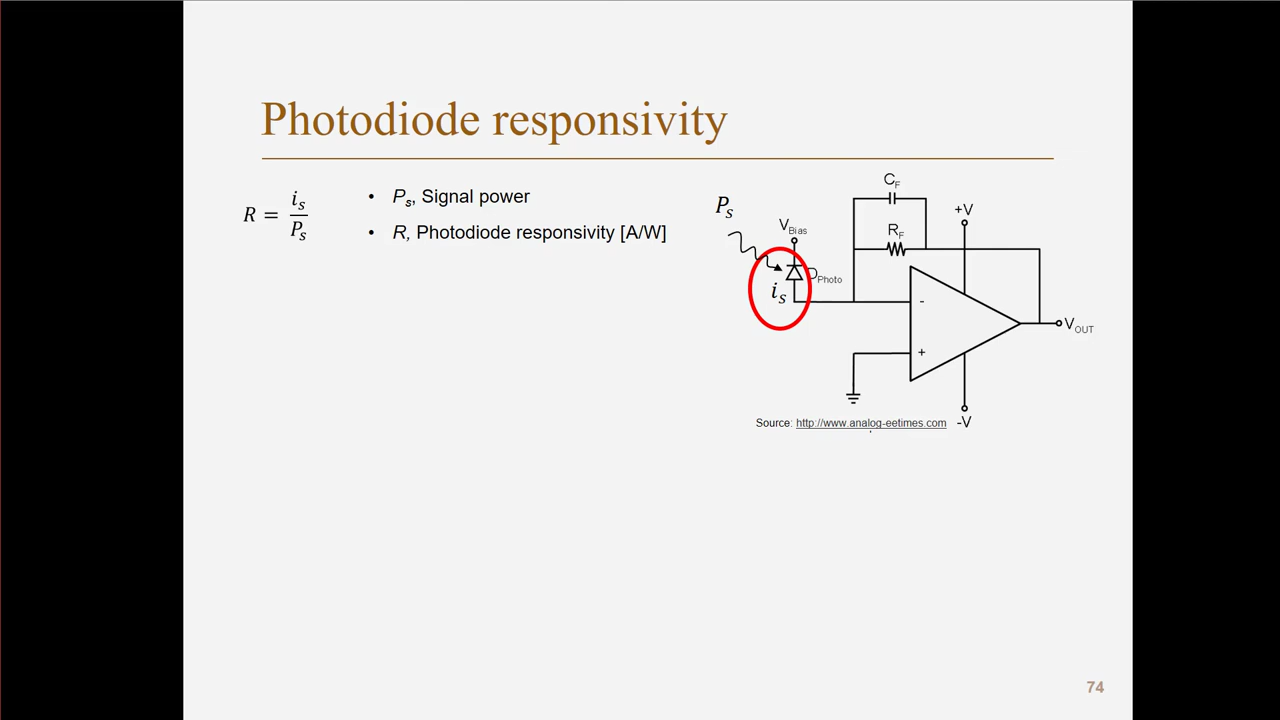 Photodiode responsivity
R = i_s / P_s
• P_s, Signal power
• R, Photodiode responsivity [A/W]
P_s
C_F
V_Bias
R_F
+V
D_Photo
i_s
-
+
V_OUT
-V
Source: http://www.analog-eetimes.com
74